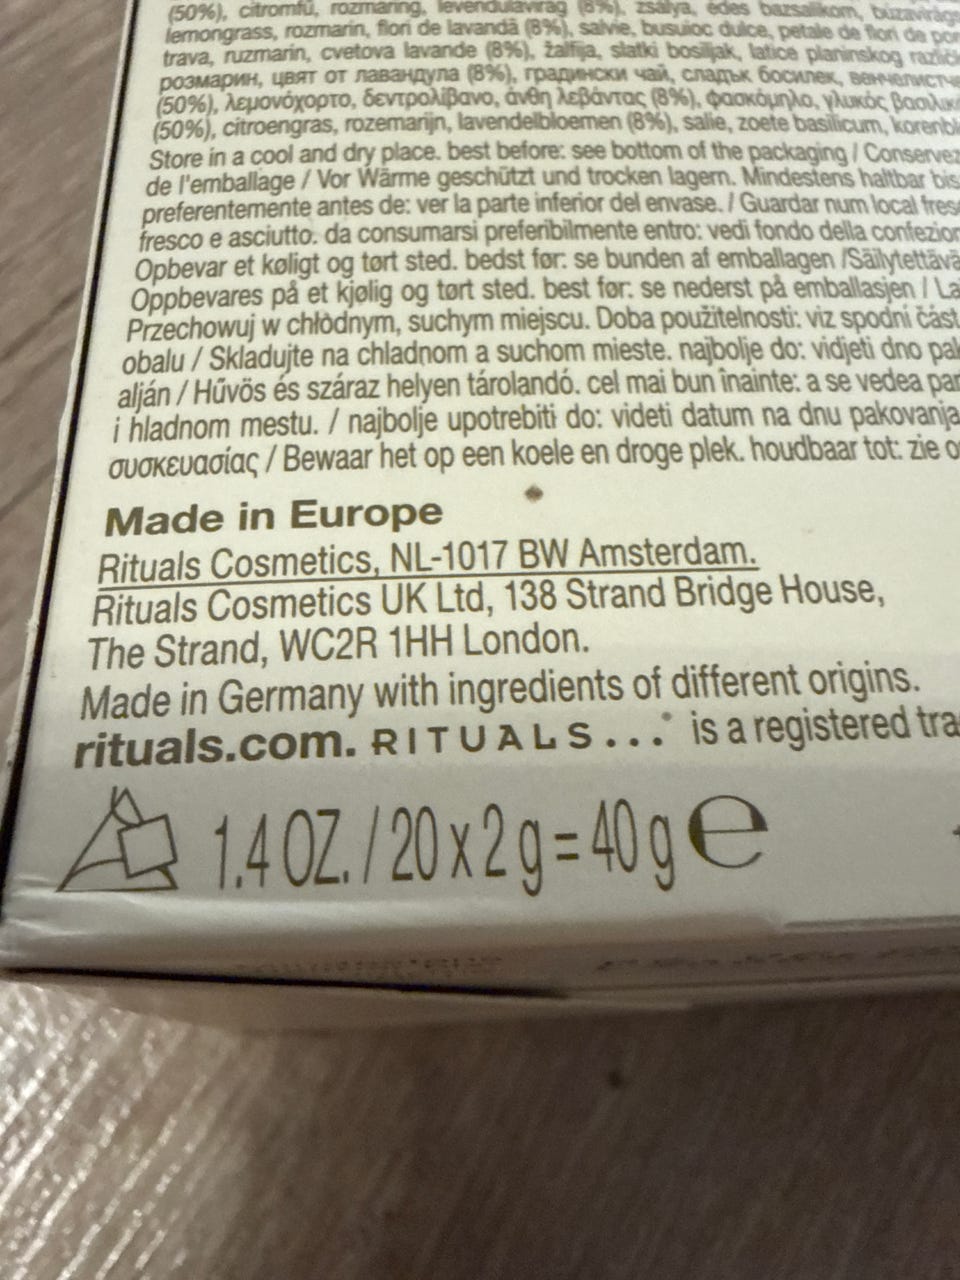 (50%), citromfű, rozmaring, levendulavirág (8%), zsálya, édes bazsalikom, búzavirág
lemongrass, rozmarin, flori de lavandă (8%), salvie, busuioc dulce, petale de flori de
trava, ruzmarin, cvetova lavande (8%), žalfija, slatki bosiljak, latice planinskog
розмарин, цвят от лавандула (8%), градински чай, сладък босилек,
(50%), λεμονόχορτο, δεντρολίβανο, άνθη λεβάντας (8%), φασκόμηλο, γλυκός
(50%), citroengras, rozemarijn, lavendelbloemen (8%), salie, zoete basilicum,
Store in a cool and dry place. best before: see bottom of the packaging / Conservez
de l'emballage / Vor Wärme geschützt und trocken lagern. Mindestens haltbar bis
preferentemente antes de: ver la parte inferior del envase. / Guardar num local
fresco e asciutto. da consumarsi preferibilmente entro: vedi fondo della
Opbevar et køligt og tørt sted. bedst før: se bunden af emballagen /
Oppbevares på et kjølig og tørt sted. best før: se nederst på emballasjen /
Przechowuj w chłodnym, suchym miejscu. Doba použitelnosti: viz spodní část
obalu / Skladujte na chladnom a suchom mieste. najbolje do: vidjeti dno
alján / Hűvös és száraz helyen tárolandó. cel mai bun înainte: a se vedea
i hladnom mestu. / najbolje upotrebiti do: videti datum na dnu pakovanja
συσκευασίας / Bewaar het op een koele en droge plek. houdbaar tot: zie
Made in Europe
Rituals Cosmetics, NL-1017 BW Amsterdam.
Rituals Cosmetics UK Ltd, 138 Strand Bridge House,
The Strand, WC2R 1HH London.
Made in Germany with ingredients of different origins.
rituals.com. RITUALS...® is a registered
1.4 OZ. / 20 x 2 g = 40 g ℮